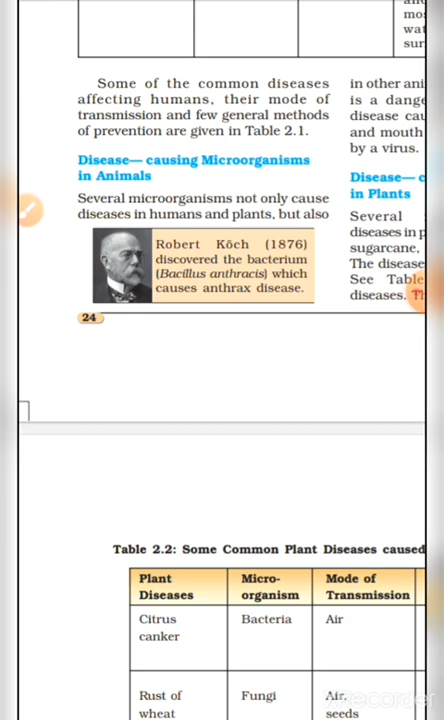 mo
wat
sur
Some of the common diseases
affecting humans, their mode of
transmission and few general methods
of prevention are given in Table 2.1.
Disease— causing Microorganisms
in Animals
Several microorganisms not only cause
diseases in humans and plants, but also
Robert Köch (1876)
discovered the bacterium
(Bacillus anthracis) which
causes anthrax disease.
24
in other ani
is a dange
disease cau
and mouth
by a virus.
Disease— c
in Plants
Several
diseases in p
sugarcane,
The disease
See Table
diseases. Th
Table 2.2: Some Common Plant Diseases caused
Plant
Diseases
Micro-
organism
Mode of
Transmission
Citrus
canker
Bacteria
Air
Rust of
wheat
Fungi
Air,
seeds
XRecorder